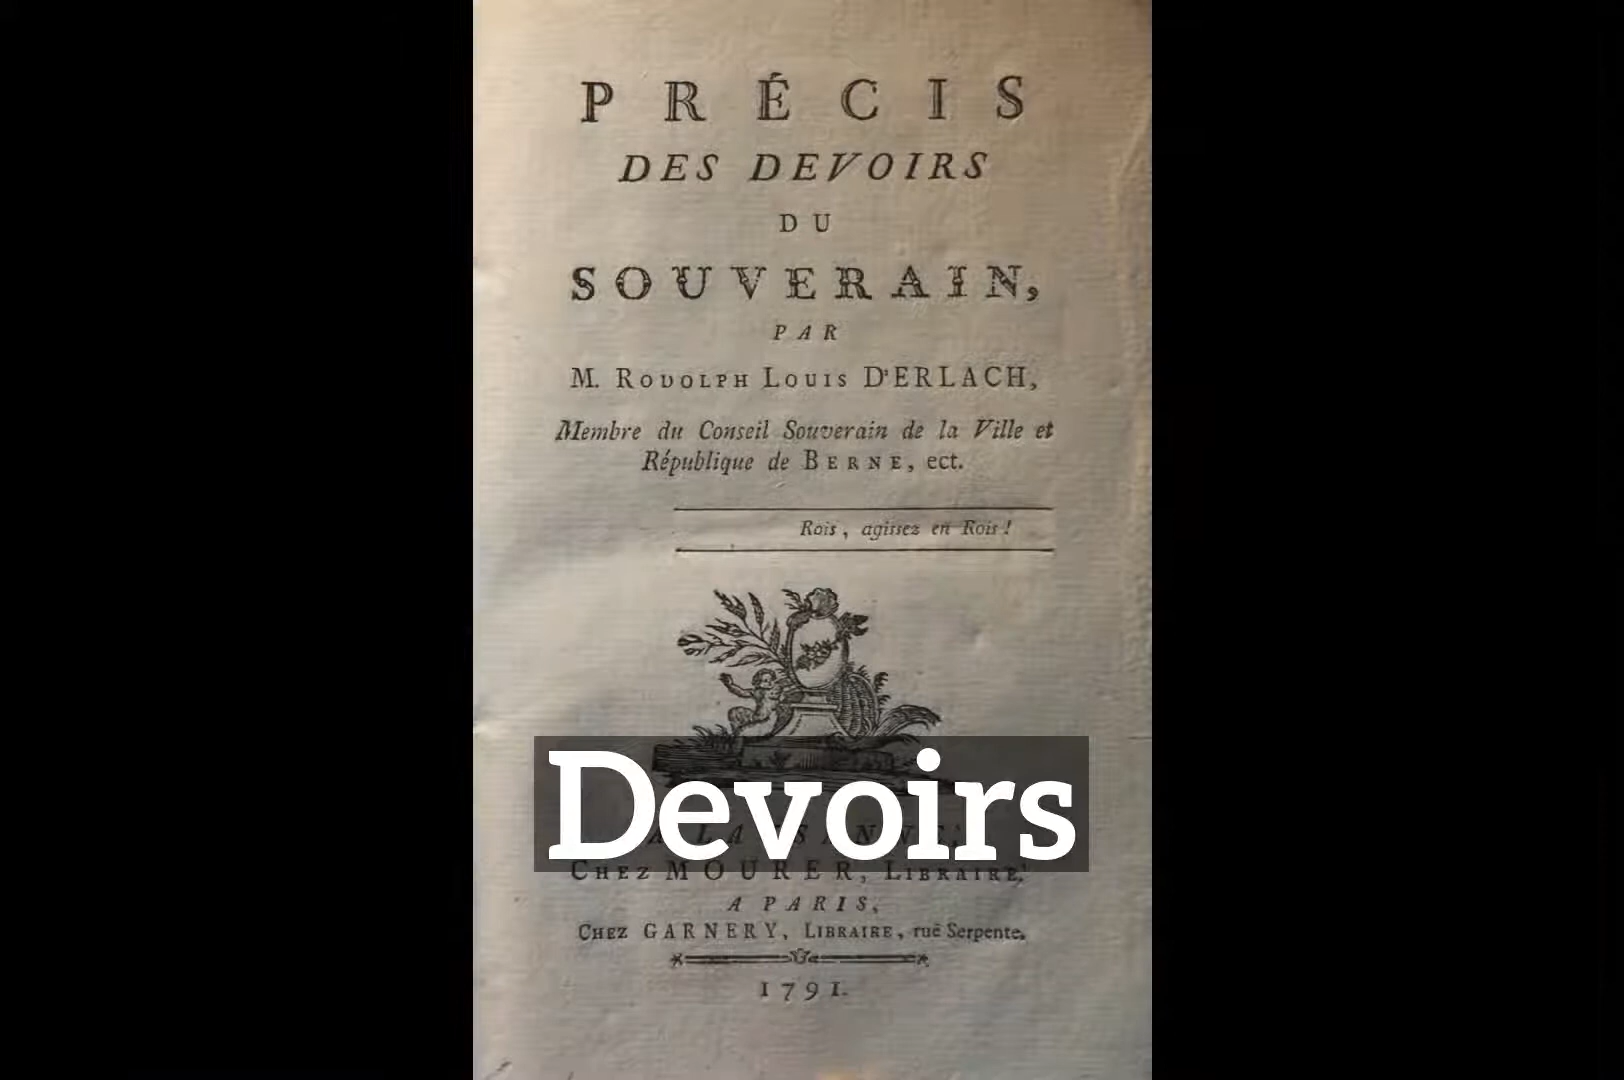 PRÉCIS
DES DEVOIRS
DU
SOUVERAIN,
PAR
M. RODOLPH LOUIS D'ERLACH,
Membre du Conseil Souverain de la Ville et
République de BERNE, ect.
Rois, agissez en Rois !
Devoirs
A LAUSANNE,
CHEZ MOURER, LIBRAIRE,
A PARIS,
CHEZ GARNERY, LIBRAIRE, ruë Serpente.
1791.